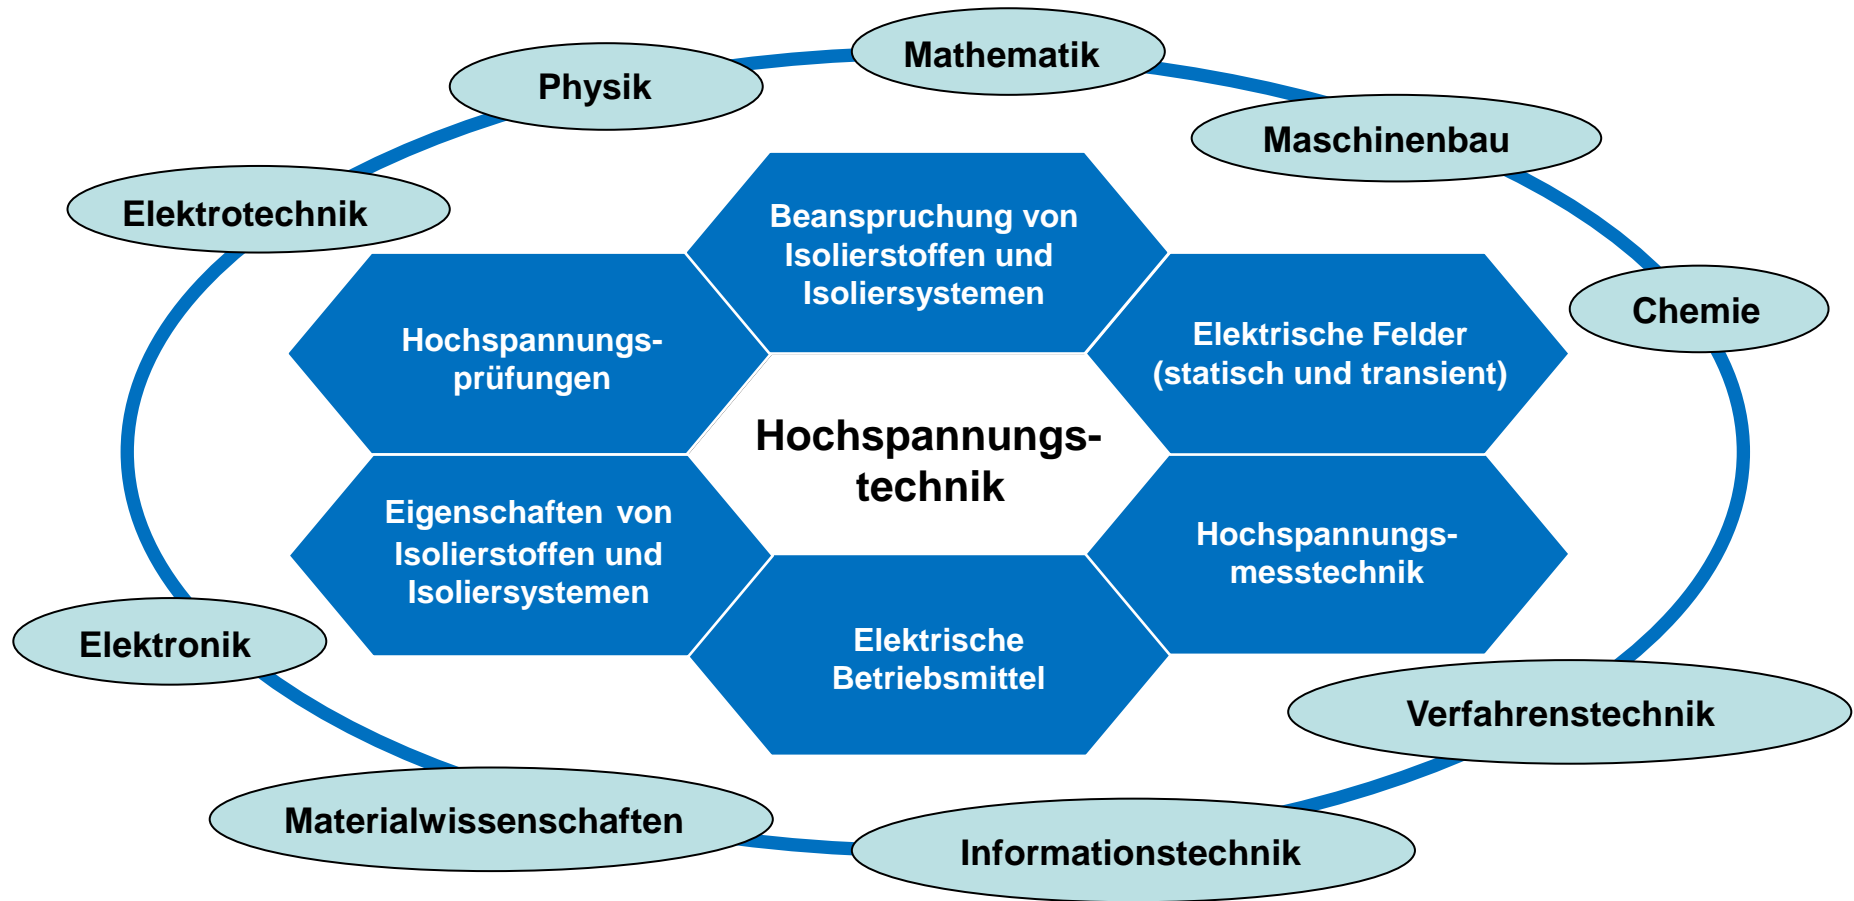 Mathematik
Physik
Maschinenbau
Elektrotechnik
Beanspruchung von
Isolierstoffen und
Isoliersystemen
Chemie
Hochspannungs-
prüfungen
Elektrische Felder
(statisch und transient)
Hochspannungs-
technik
Eigenschaften von
Isolierstoffen und
Isoliersystemen
Hochspannungs-
messtechnik
Elektronik
Elektrische
Betriebsmittel
Verfahrenstechnik
Materialwissenschaften
Informationstechnik